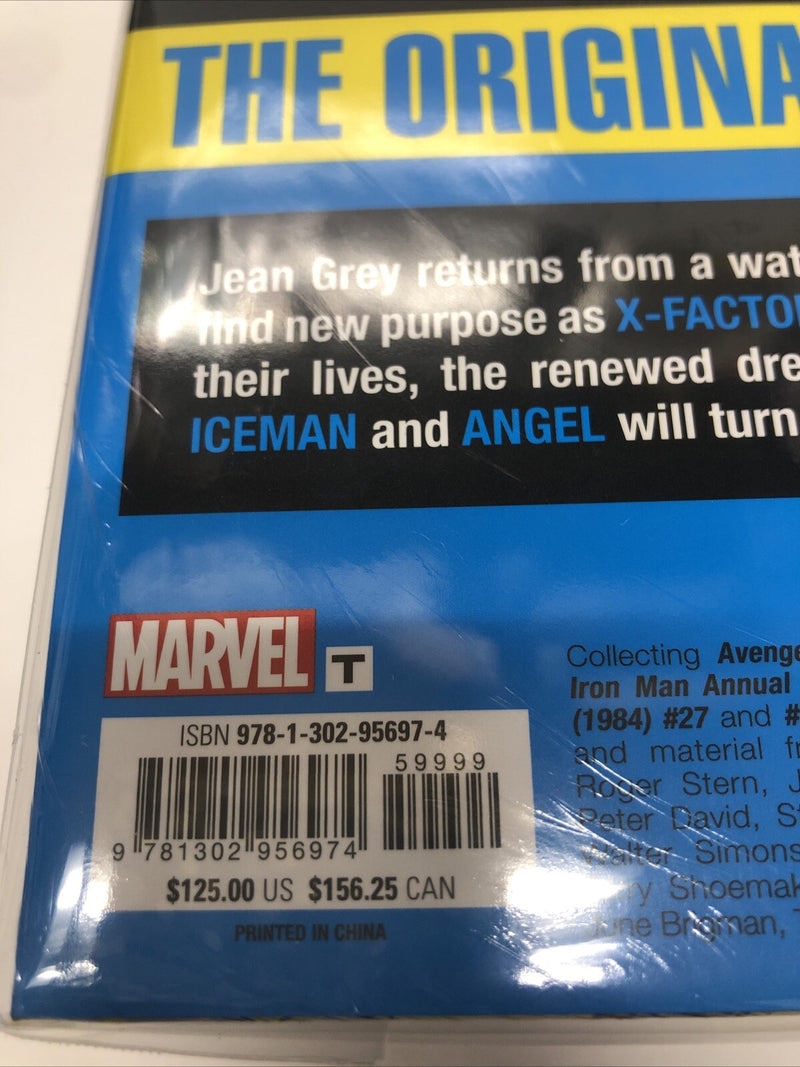 THE ORIGINA
Jean Grey returns from a wat
find new purpose as X-FACTO
their lives, the renewed dre
ICEMAN and ANGEL will turn
MARVEL T
ISBN 978-1-302-95697-4
59999
9 781302 956974
$125.00 US $156.25 CAN
PRINTED IN CHINA
Collecting Avenge
Iron Man Annual
(1984) #27 and #
and material fr
Roger Stern, J
Peter David, S
Walter Simons
Shoemak
June Brigman, T